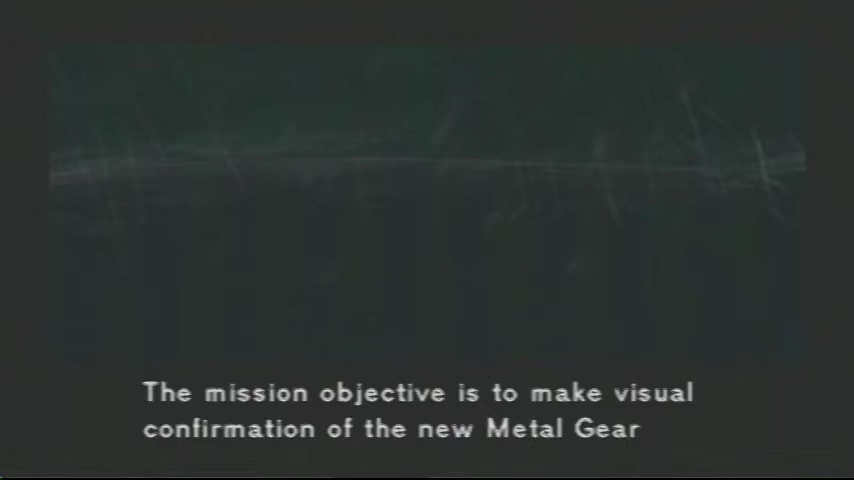 The mission objective is to make visual
confirmation of the new Metal Gear